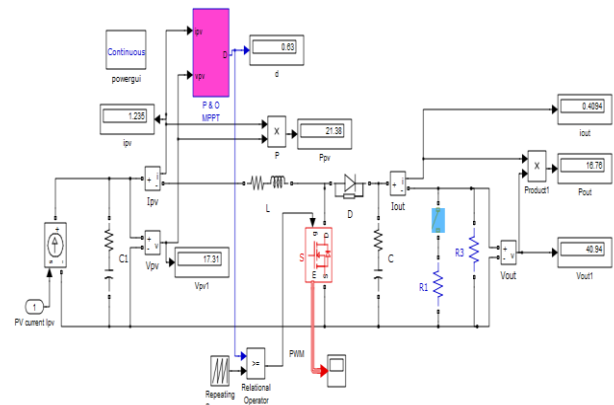 Continuous
powergui
ipv
vpv
D
P & O
MPPT
0.63
d
1.235
ipv
X
P
21.38
Ppv
+
-
i
Ipv
+
-
v
Vpv
17.31
Vpv1
C1
L
D
S
g
D
E
S
+
-
i
Iout
C
R1
R3
+
-
v
Vout
0.4094
iout
X
Product1
16.76
Pout
40.94
Vout1
1
PV current Ipv
Repeating
>=
Relational
Operator
PWM